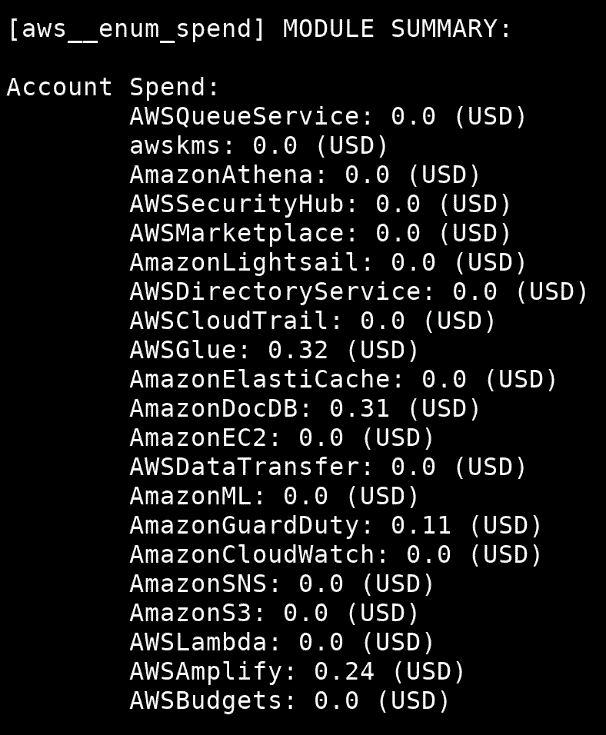 [aws__enum_spend] MODULE SUMMARY:
Account Spend:
AWSQueueService: 0.0 (USD)
awskms: 0.0 (USD)
AmazonAthena: 0.0 (USD)
AWSSecurityHub: 0.0 (USD)
AWSMarketplace: 0.0 (USD)
AmazonLightsail: 0.0 (USD)
AWSDirectoryService: 0.0 (USD)
AWSCloudTrail: 0.0 (USD)
AWSGlue: 0.32 (USD)
AmazonElastiCache: 0.0 (USD)
AmazonDocDB: 0.31 (USD)
AmazonEC2: 0.0 (USD)
AWSDataTransfer: 0.0 (USD)
AmazonML: 0.0 (USD)
AmazonGuardDuty: 0.11 (USD)
AmazonCloudWatch: 0.0 (USD)
AmazonSNS: 0.0 (USD)
AmazonS3: 0.0 (USD)
AWSLambda: 0.0 (USD)
AWSAmplify: 0.24 (USD)
AWSBudgets: 0.0 (USD)